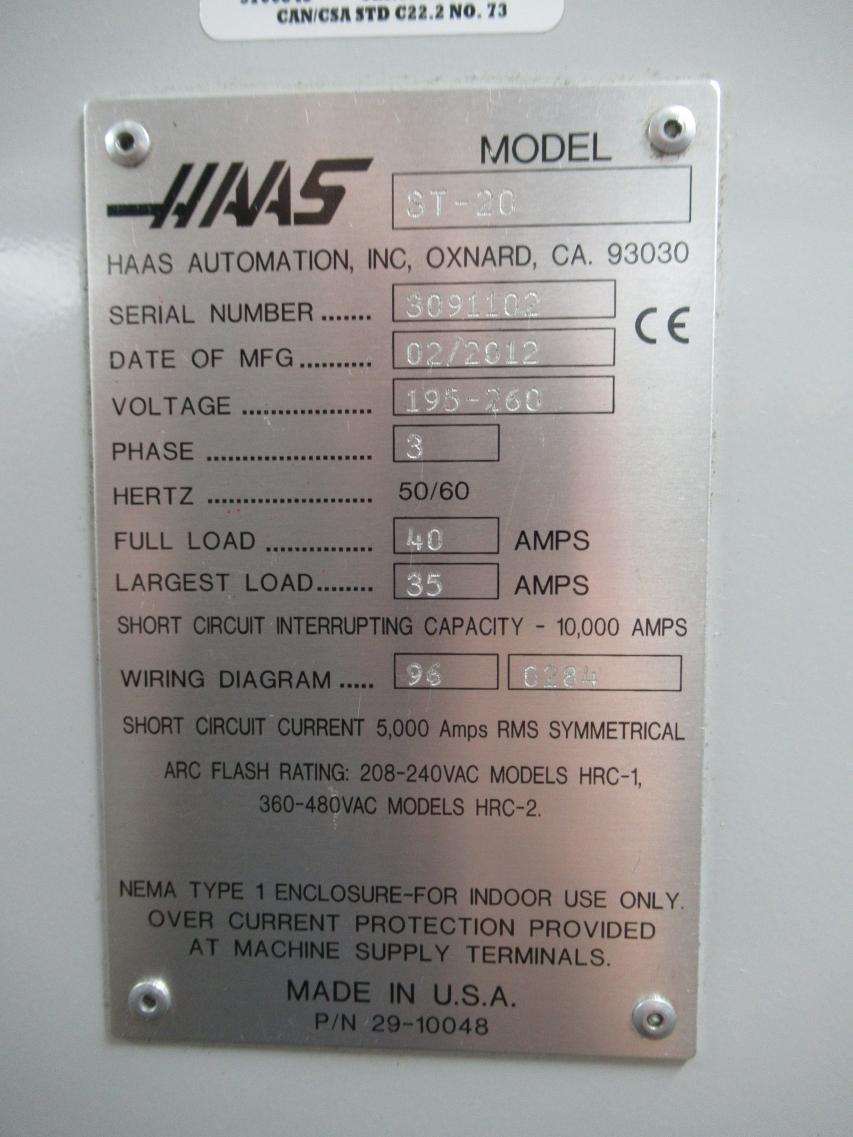 CAN/CSA STD C22.2 NO. 73
MODEL
HAAS
ST-20
HAAS AUTOMATION, INC, OXNARD, CA. 93030
SERIAL NUMBER ....... 3091102
CE
DATE OF MFG .......... 02/2012
VOLTAGE .................. 195-260
PHASE ....................... 3
HERTZ ....................... 50/60
FULL LOAD ............... 40 AMPS
LARGEST LOAD........ 35 AMPS
SHORT CIRCUIT INTERRUPTING CAPACITY - 10,000 AMPS
WIRING DIAGRAM ..... 96 0284
SHORT CIRCUIT CURRENT 5,000 Amps RMS SYMMETRICAL
ARC FLASH RATING: 208-240VAC MODELS HRC-1,
360-480VAC MODELS HRC-2.
NEMA TYPE 1 ENCLOSURE-FOR INDOOR USE ONLY.
OVER CURRENT PROTECTION PROVIDED
AT MACHINE SUPPLY TERMINALS.
MADE IN U.S.A.
P/N 29-10048